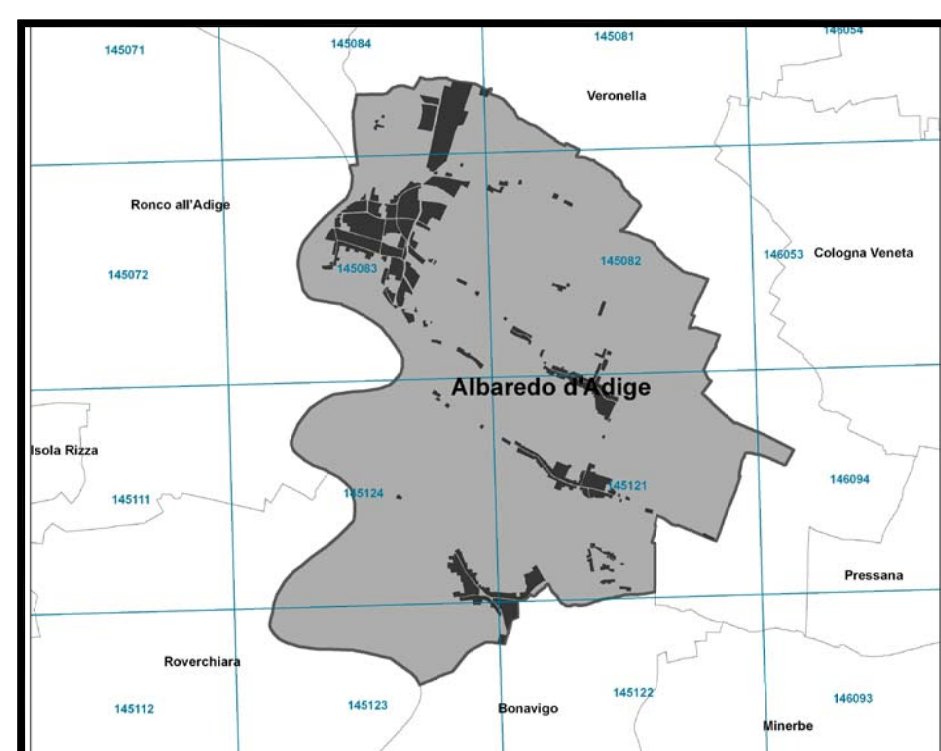 145071
145084
145081
146054
Veronella
Ronco all'Adige
145072
145083
145082
146053
Cologna Veneta
Albaredo d'Adige
Isola Rizza
145111
145124
145121
146094
Pressana
Roverchiara
145112
145123
Bonavigo
145122
146093
Minerbe